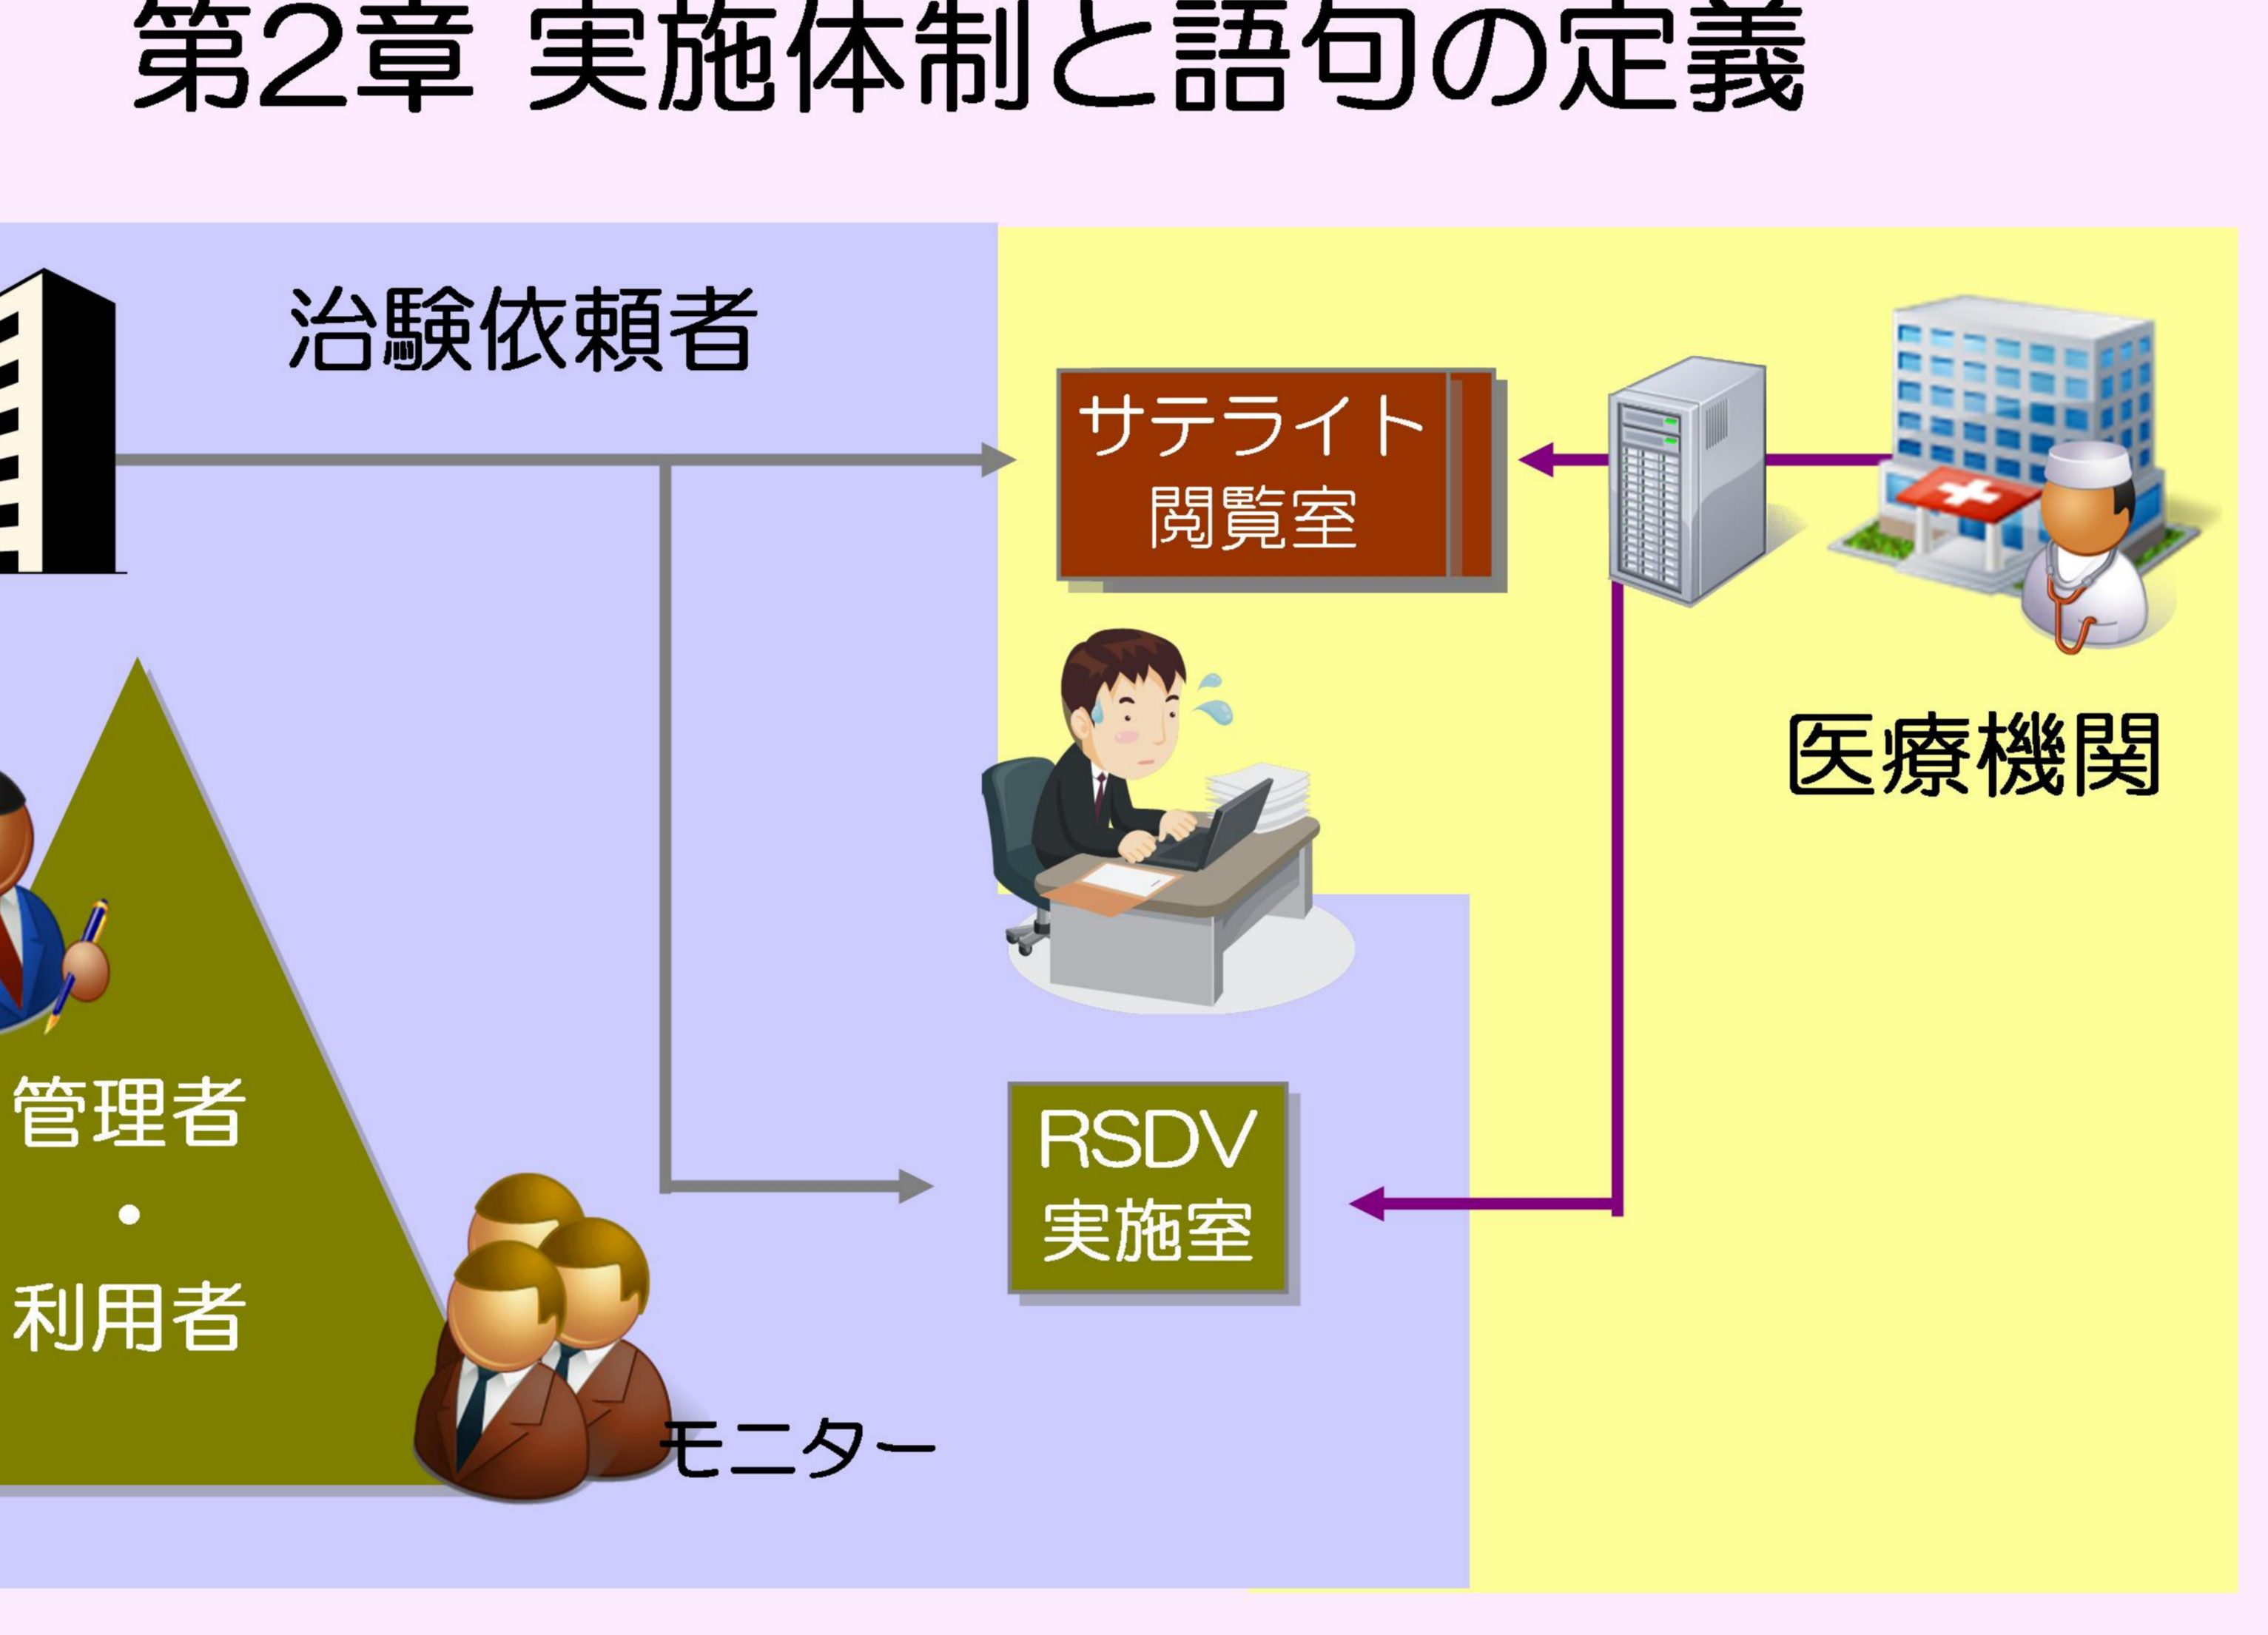 第2章 実施体制と語句の定義
治験依頼者
サテライト
閲覧室
医療機関
管理者
・
利用者
RSDV
実施室
モニター